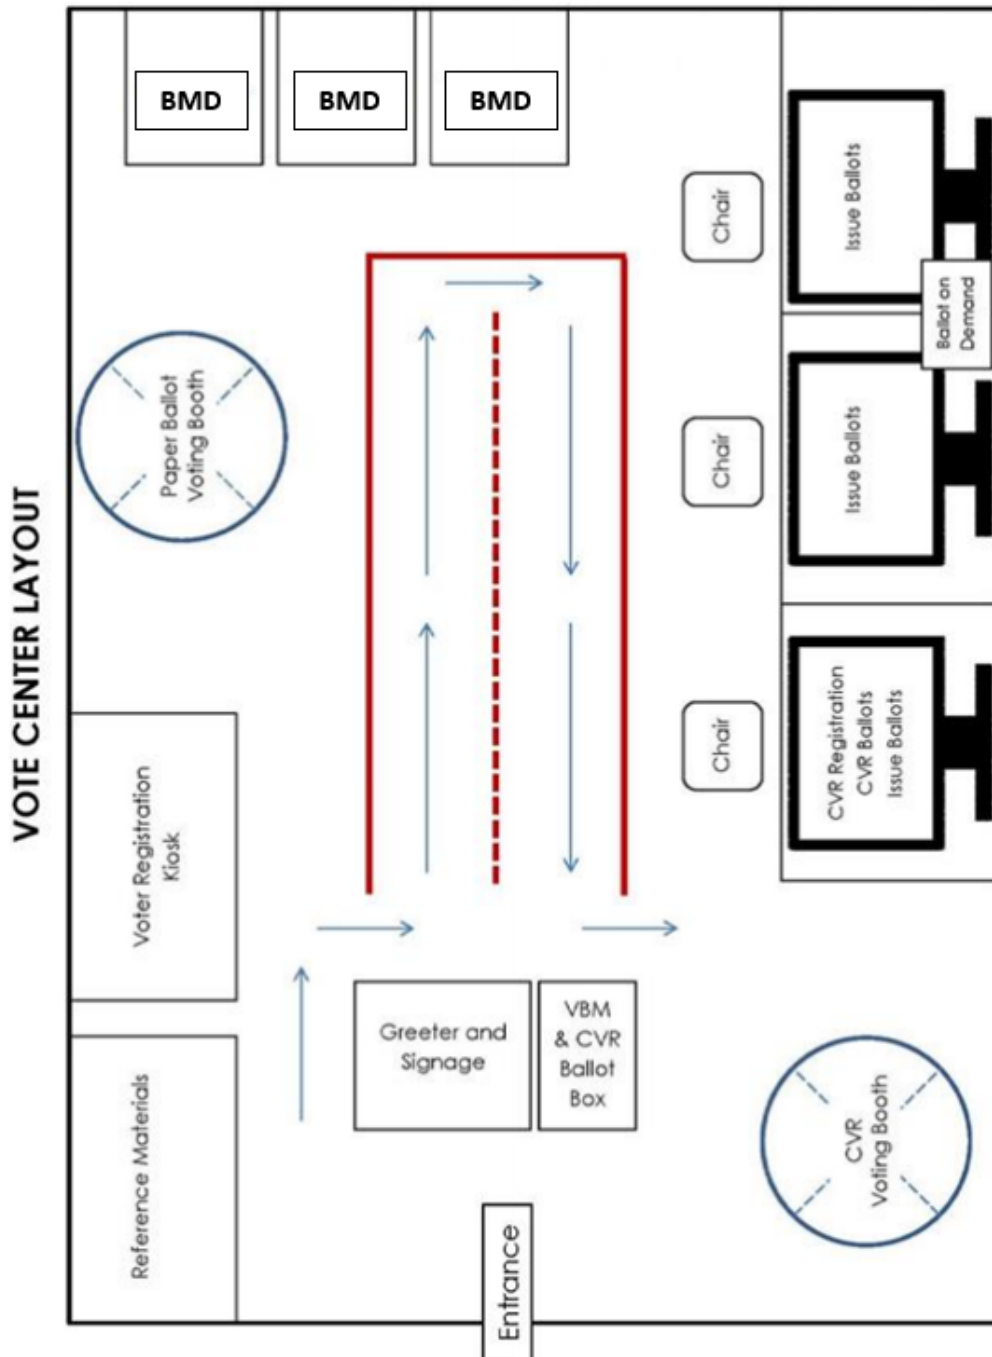 VOTE CENTER LAYOUT
BMD
BMD
BMD
Chair
Issue Ballots
Ballot on
Demand
Paper Ballot
Voting Booth
Chair
Issue Ballots
Voter Registration
Kiosk
Chair
CVR Registration
CVR Ballots
Issue Ballots
Reference Materials
Greeter and
Signage
VBM
& CVR
Ballot
Box
CVR
Voting Booth
Entrance